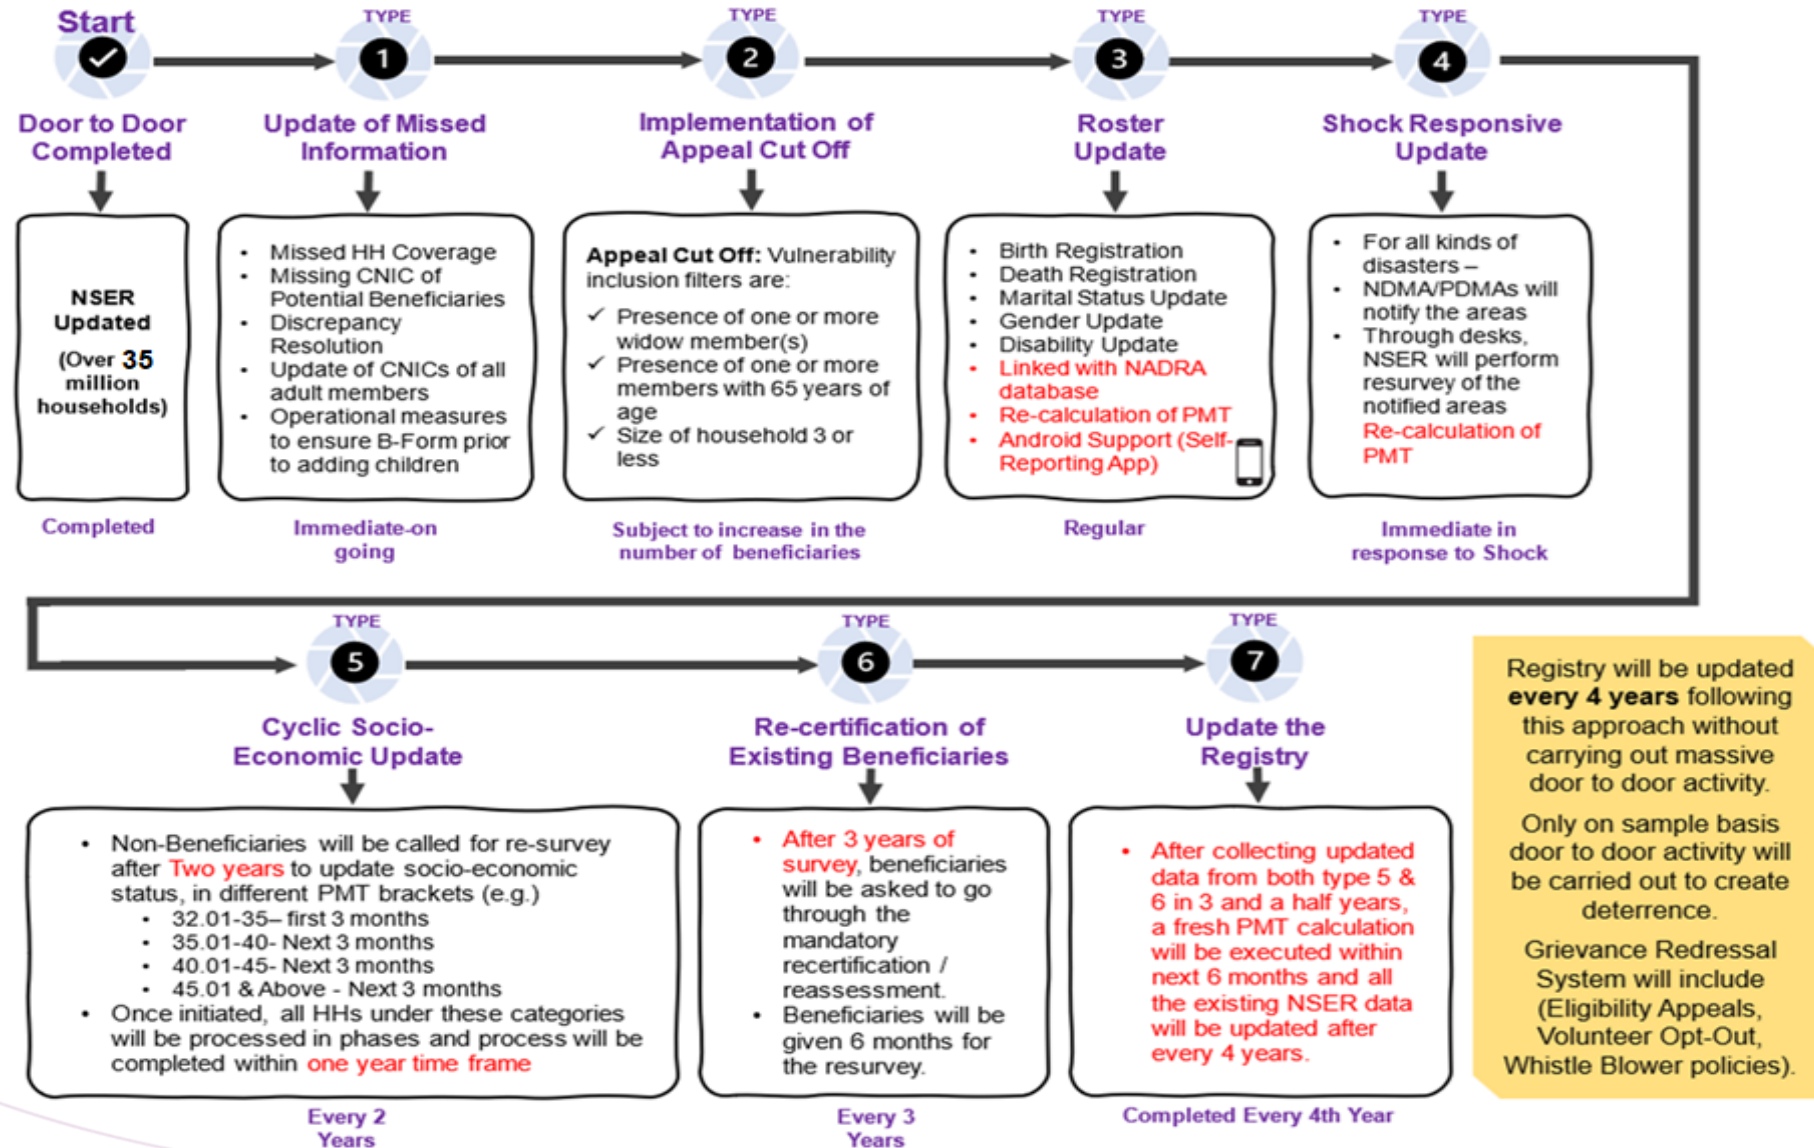 Start
TYPE
1
TYPE
2
TYPE
3
TYPE
4
Door to Door
Completed
Update of Missed
Information
Implementation of
Appeal Cut Off
Roster
Update
Shock Responsive
Update
NSER
Updated
(Over 35
million
households)
• Missed HH Coverage
• Missing CNIC of
Potential Beneficiaries
• Discrepancy
Resolution
• Update of CNICs of all
adult members
• Operational measures
to ensure B-Form prior
to adding children
Appeal Cut Off: Vulnerability
inclusion filters are:
✓ Presence of one or more
widow member(s)
✓ Presence of one or more
members with 65 years of
age
✓ Size of household 3 or
less
• Birth Registration
• Death Registration
• Marital Status Update
• Gender Update
• Disability Update
• Linked with NADRA
database
• Re-calculation of PMT
• Android Support (Self-
Reporting App)
• For all kinds of
disasters –
• NDMA/PDMAs will
notify the areas
• Through desks,
NSER will perform
resurvey of the
notified areas
Re-calculation of
PMT
Completed
Immediate-on
going
Subject to increase in the
number of beneficiaries
Regular
Immediate in
response to Shock
TYPE
5
TYPE
6
TYPE
7
Cyclic Socio-
Economic Update
Re-certification of
Existing Beneficiaries
Update the
Registry
• Non-Beneficiaries will be called for re-survey
after Two years to update socio-economic
status, in different PMT brackets (e.g.)
• 32.01-35– first 3 months
• 35.01-40- Next 3 months
• 40.01-45- Next 3 months
• 45.01 & Above - Next 3 months
• Once initiated, all HHs under these categories
will be processed in phases and process will be
completed within one year time frame
• After 3 years of
survey, beneficiaries
will be asked to go
through the
mandatory
recertification /
reassessment.
• Beneficiaries will be
given 6 months for
the resurvey.
• After collecting updated
data from both type 5 &
6 in 3 and a half years,
a fresh PMT calculation
will be executed within
next 6 months and all
the existing NSER data
will be updated after
every 4 years.
Every 2
Years
Every 3
Years
Completed Every 4th Year
Registry will be updated
every 4 years following
this approach without
carrying out massive
door to door activity.
Only on sample basis
door to door activity will
be carried out to create
deterrence.
Grievance Redressal
System will include
(Eligibility Appeals,
Volunteer Opt-Out,
Whistle Blower policies).